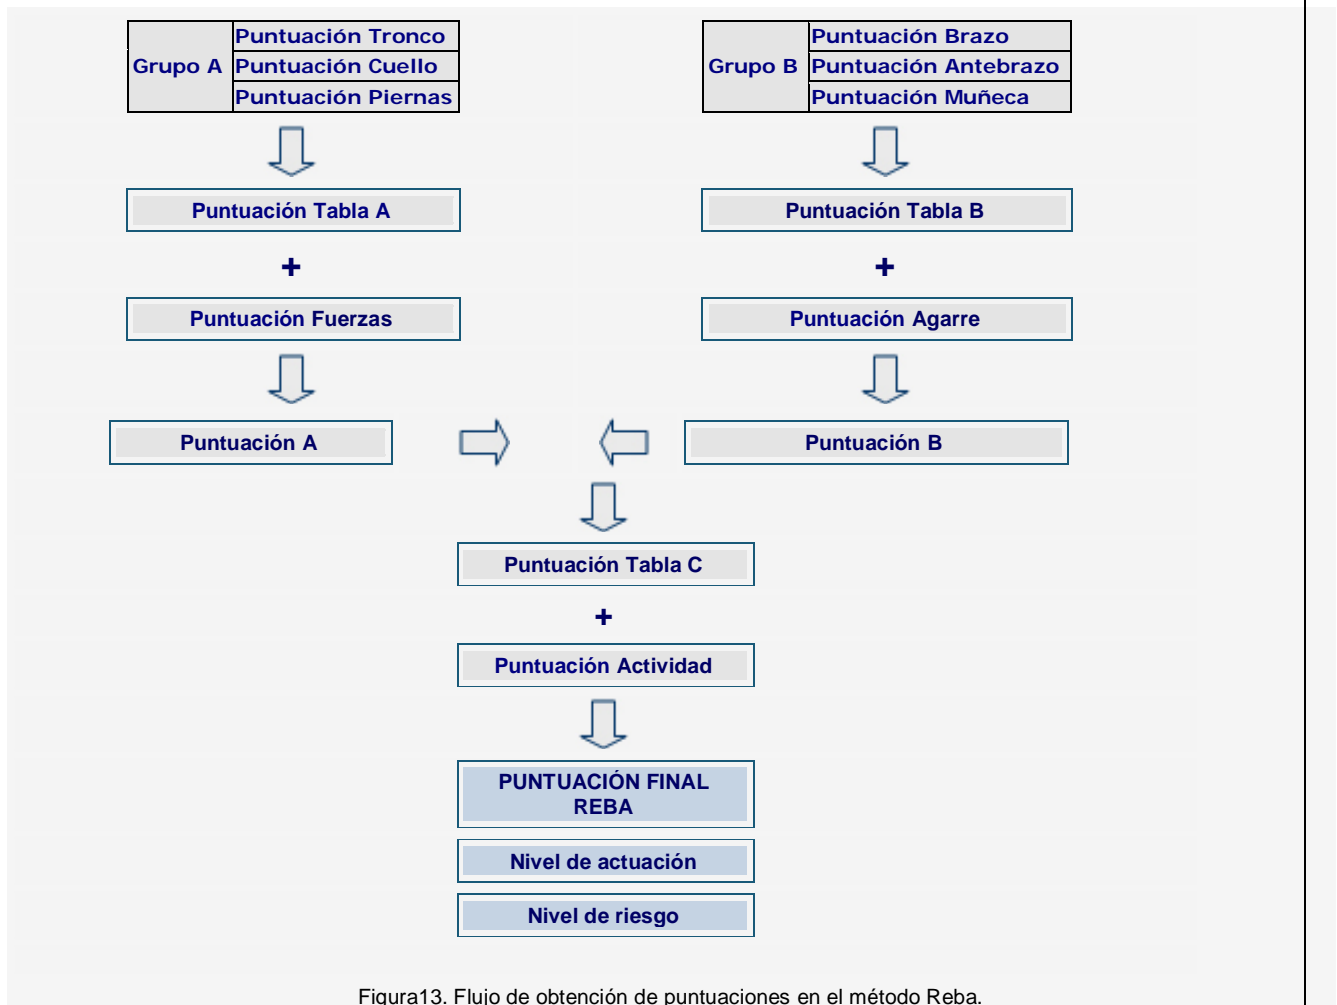 Grupo A
Puntuación Tronco
Puntuación Cuello
Puntuación Piernas
Grupo B
Puntuación Brazo
Puntuación Antebrazo
Puntuación Muñeca
Puntuación Tabla A
Puntuación Tabla B
+
+
Puntuación Fuerzas
Puntuación Agarre
Puntuación A
Puntuación B
Puntuación Tabla C
+
Puntuación Actividad
PUNTUACIÓN FINAL
REBA
Nivel de actuación
Nivel de riesgo
Figura13. Flujo de obtención de puntuaciones en el método Reba.